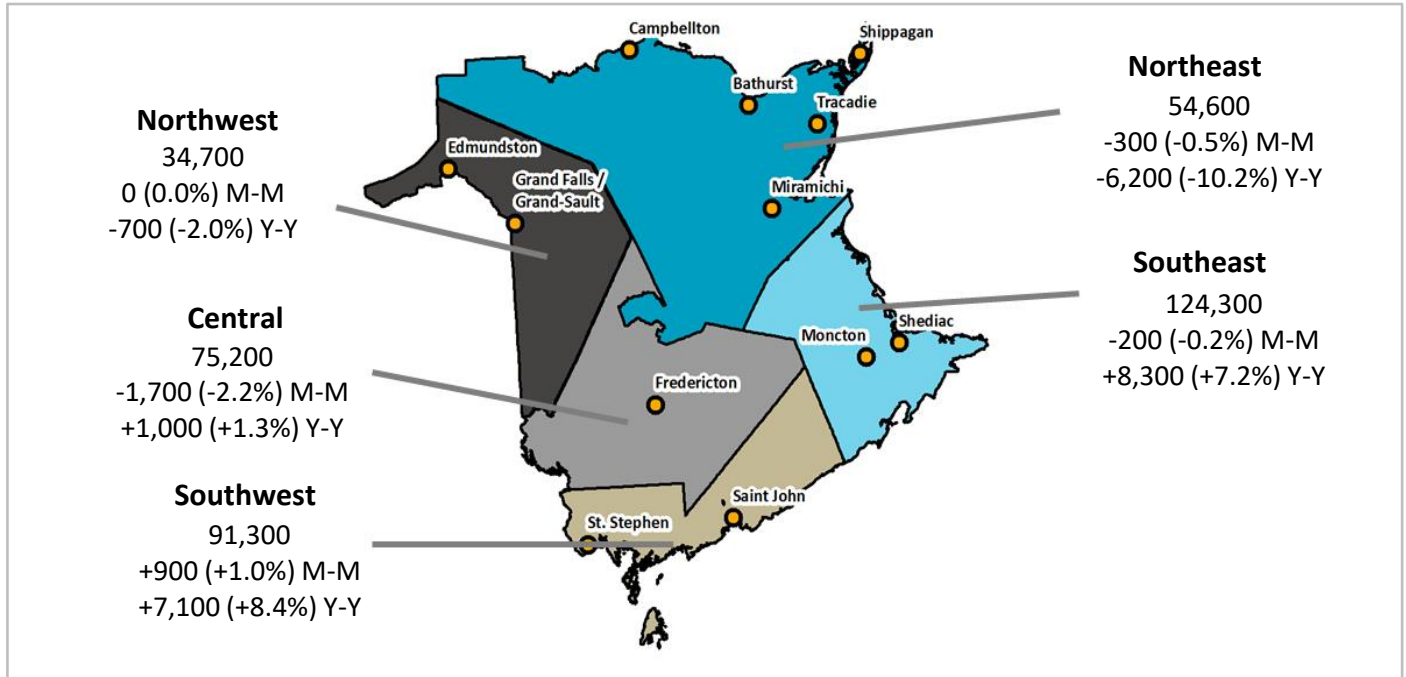 Northwest
34,700
0 (0.0%) M-M
-700 (-2.0%) Y-Y
Central
75,200
-1,700 (-2.2%) M-M
+1,000 (+1.3%) Y-Y
Southwest
91,300
+900 (+1.0%) M-M
+7,100 (+8.4%) Y-Y
Campbellton
Shippagan
Bathurst
Tracadie
Edmundston
Grand Falls /
Grand-Sault
Miramichi
Shediac
Moncton
Fredericton
Saint John
St. Stephen
Northeast
54,600
-300 (-0.5%) M-M
-6,200 (-10.2%) Y-Y
Southeast
124,300
-200 (-0.2%) M-M
+8,300 (+7.2%) Y-Y